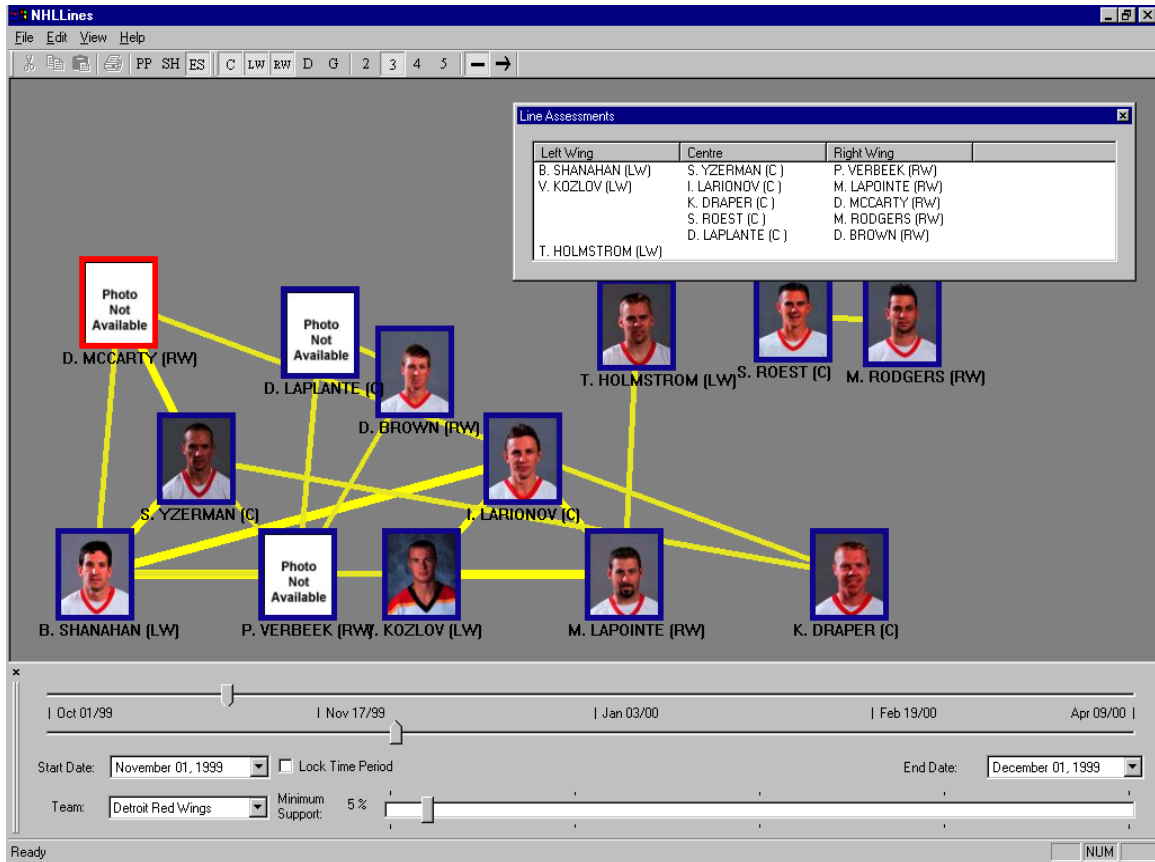 NHLLines
File Edit View Help
PP SH ES C LW RW D G 2 3 4 5
Line Assessments
Left Wing Centre Right Wing
B. SHANAHAN (LW) S. YZERMAN (C ) P. VERBEEK (RW)
V. KOZLOV (LW) I. LARIONOV (C ) M. LAPOINTE (RW)
K. DRAPER (C ) D. MCCARTY (RW)
S. ROEST (C ) M. RODGERS (RW)
D. LAPLANTE (C ) D. BROWN (RW)
T. HOLMSTROM (LW)
Photo
Not
Available
D. MCCARTY (RW)
Photo
Not
Available
D. LAPLANTE (C)
D. BROWN (RW)
T. HOLMSTROM (LW)
S. ROEST (C)
M. RODGERS (RW)
S. YZERMAN (C)
I. LARIONOV (C)
B. SHANAHAN (LW)
Photo
Not
Available
P. VERBEEK (RW)
V. KOZLOV (LW)
M. LAPOINTE (RW)
K. DRAPER (C)
| Oct 01/99 | Nov 17/99 | Jan 03/00 | Feb 19/00 Apr 09/00 |
Start Date: November 01, 1999 Lock Time Period End Date: December 01, 1999
Team: Detroit Red Wings Minimum Support: 5 %
Ready NUM